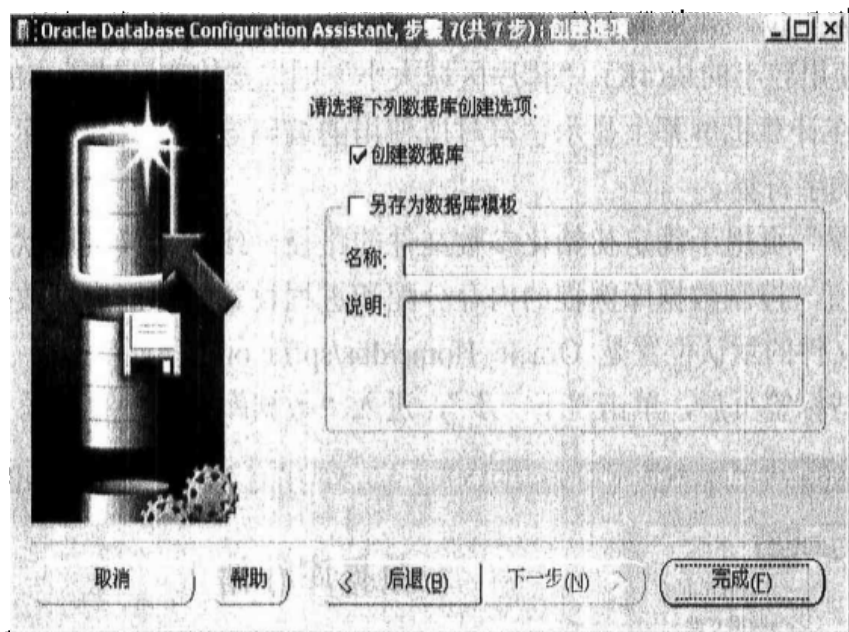 Oracle Database Configuration Assistant, 步骤 7(共 7 步) : 创建选项
请选择下列数据库创建选项:
创建数据库
另存为数据库模板
名称:
说明:
取消
帮助
后退(B)
下一步(N)
完成(F)